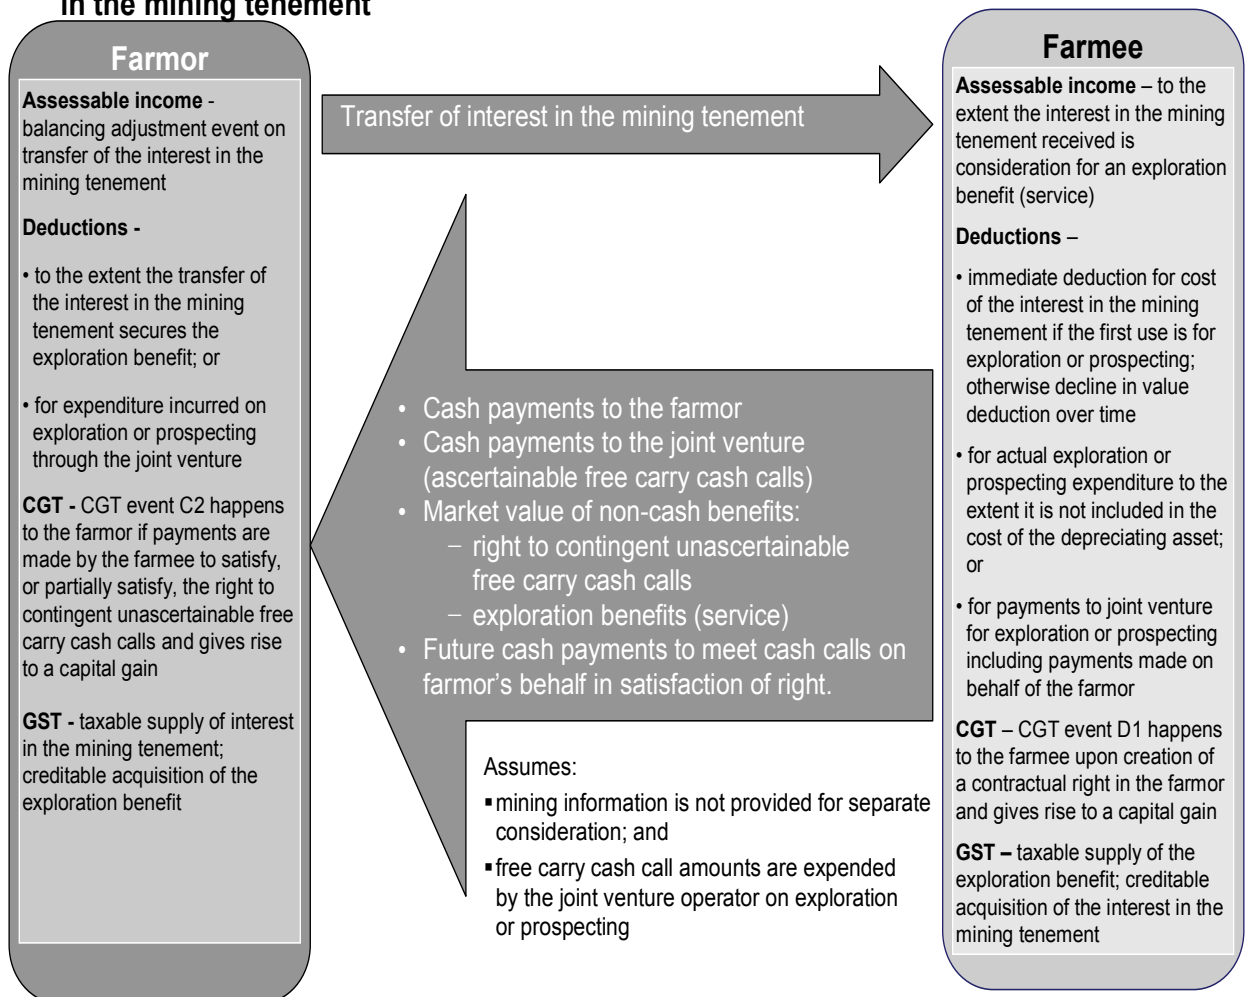 in the mining tenement
Farmor
Assessable income -
balancing adjustment event on
transfer of the interest in the
mining tenement
Deductions -
• to the extent the transfer of
the interest in the mining
tenement secures the
exploration benefit; or
• for expenditure incurred on
exploration or prospecting
through the joint venture
CGT - CGT event C2 happens
to the farmor if payments are
made by the farmee to satisfy,
or partially satisfy, the right to
contingent unascertainable free
carry cash calls and gives rise
to a capital gain
GST - taxable supply of interest
in the mining tenement;
creditable acquisition of the
exploration benefit
Transfer of interest in the mining tenement
• Cash payments to the farmor
• Cash payments to the joint venture
(ascertainable free carry cash calls)
• Market value of non-cash benefits:
– right to contingent unascertainable
free carry cash calls
– exploration benefits (service)
• Future cash payments to meet cash calls on
farmor's behalf in satisfaction of right.
Assumes:
▪ mining information is not provided for separate
consideration; and
▪ free carry cash call amounts are expended
by the joint venture operator on exploration
or prospecting
Farmee
Assessable income – to the
extent the interest in the mining
tenement received is
consideration for an exploration
benefit (service)
Deductions –
• immediate deduction for cost
of the interest in the mining
tenement if the first use is for
exploration or prospecting;
otherwise decline in value
deduction over time
• for actual exploration or
prospecting expenditure to the
extent it is not included in the
cost of the depreciating asset;
or
• for payments to joint venture
for exploration or prospecting
including payments made on
behalf of the farmor
CGT – CGT event D1 happens
to the farmee upon creation of
a contractual right in the farmor
and gives rise to a capital gain
GST – taxable supply of the
exploration benefit; creditable
acquisition of the interest in the
mining tenement